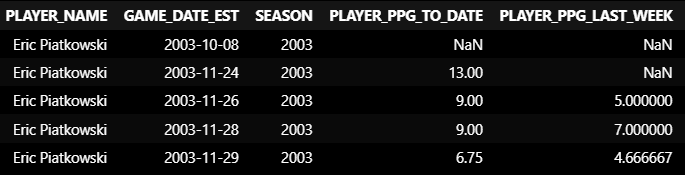 PLAYER_NAME GAME_DATE_EST SEASON PLAYER_PPG_TO_DATE PLAYER_PPG_LAST_WEEK
Eric Piatkowski 2003-10-08 2003 NaN NaN
Eric Piatkowski 2003-11-24 2003 13.00 NaN
Eric Piatkowski 2003-11-26 2003 9.00 5.000000
Eric Piatkowski 2003-11-28 2003 9.00 7.000000
Eric Piatkowski 2003-11-29 2003 6.75 4.666667